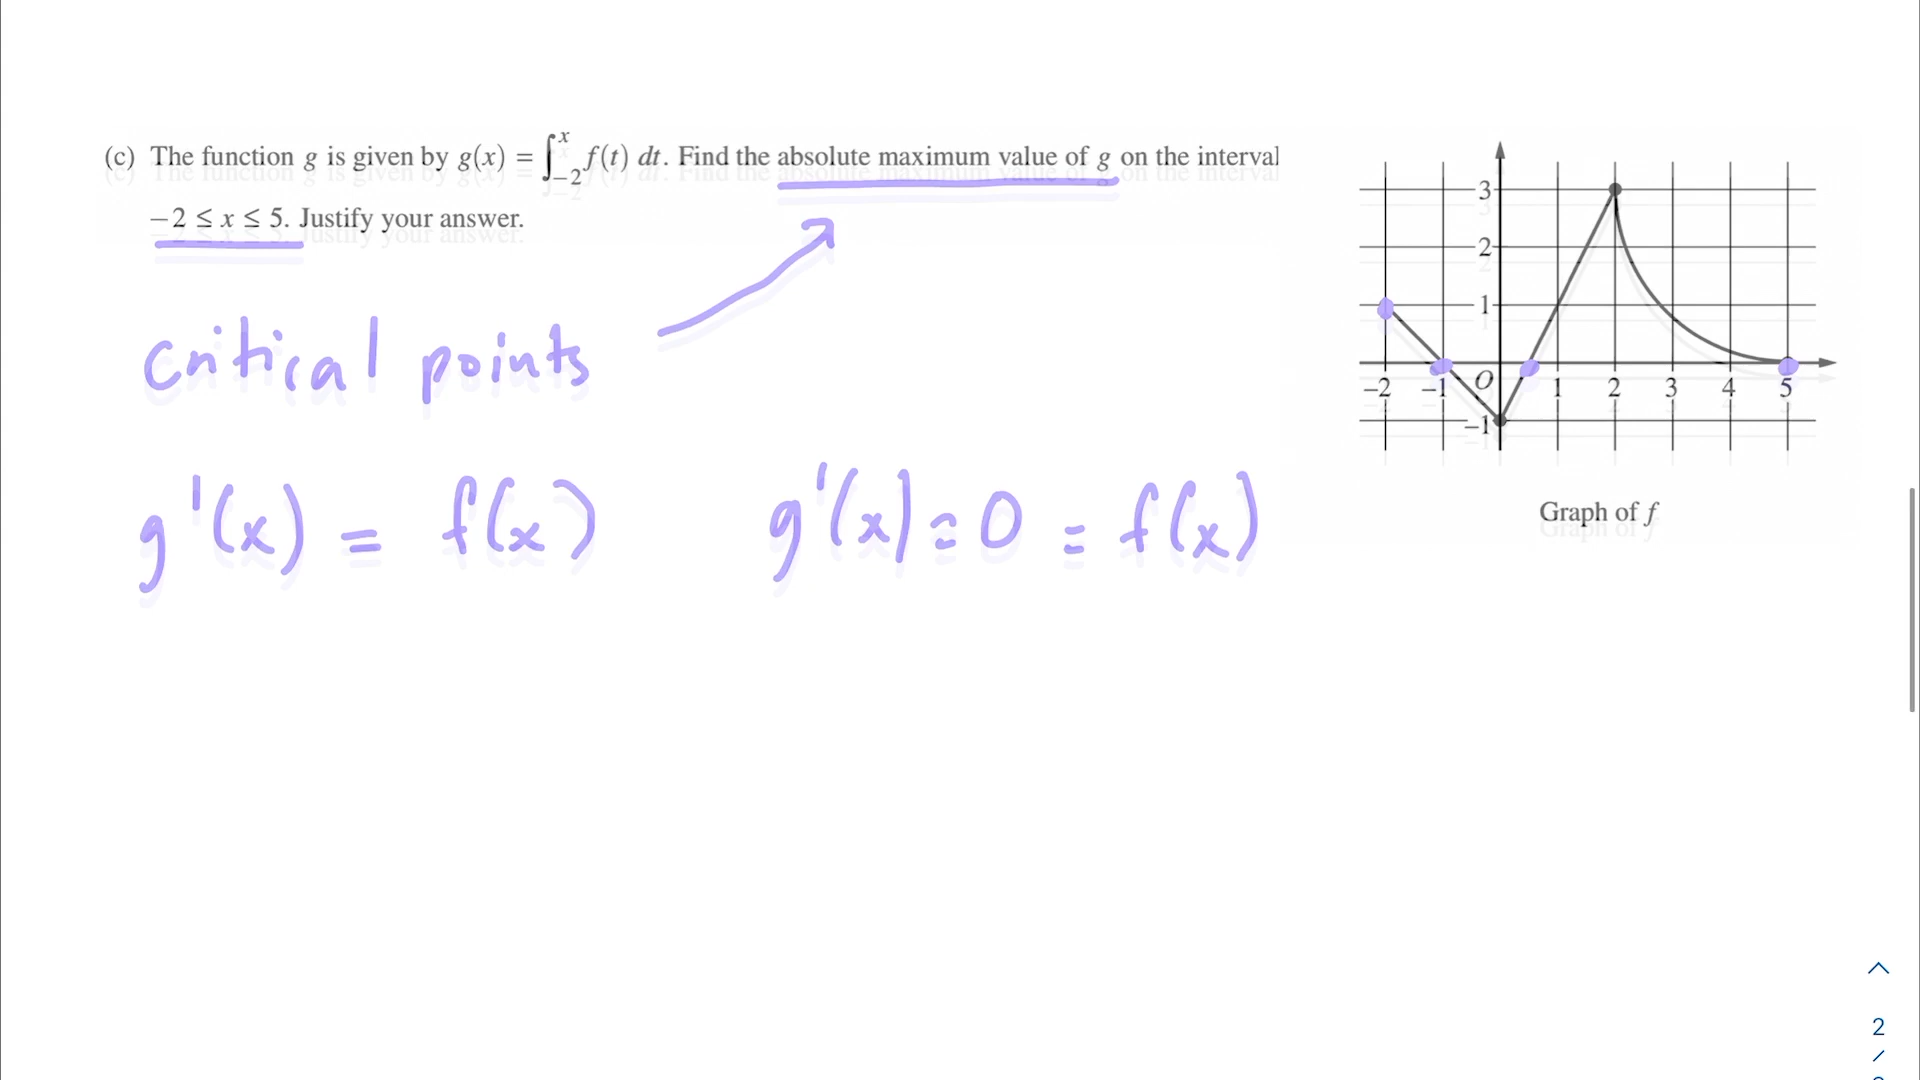 (c) The function g is given by g(x) = ∫_{−2}^{x} f(t) dt. Find the absolute maximum value of g on the interval
−2 ≤ x ≤ 5. Justify your answer.
critical points
g'(x) = f(x)
g'(x) = 0 = f(x)
3
2
1
−2 −1 O 1 2 3 4 5
−1
Graph of f
2
/